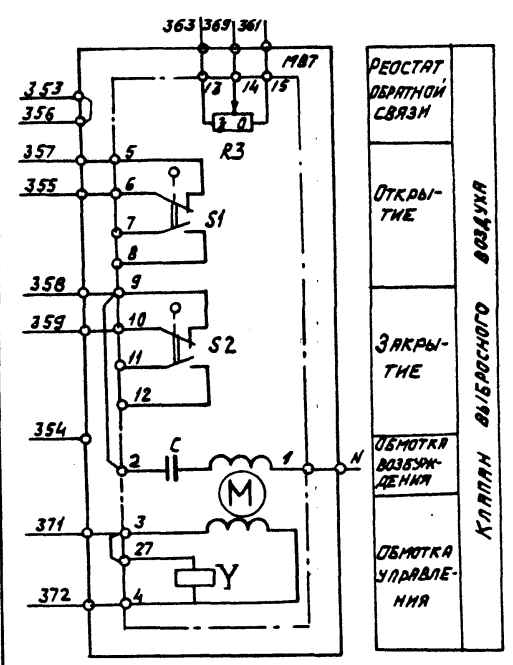 363 369 361
МВ7
13 14 15
З О
R3
353
356
357 5
355 6
7 S1
8
358 9
359 10
11 S2
12
354
2 C 1 N
М
371 3
27
Y
372 4
РЕОСТАТ
ОБРАТНОЙ
СВЯЗИ
ОТКРЫ-
ТИЕ
ЗАКРЫ-
ТИЕ
ОБМОТКА
ВОЗБУЖ-
ДЕНИЯ
ОБМОТКА
УПРАВЛЕ-
НИЯ
КЛАПАН ВЫБРОСНОГО ВОЗДУХА